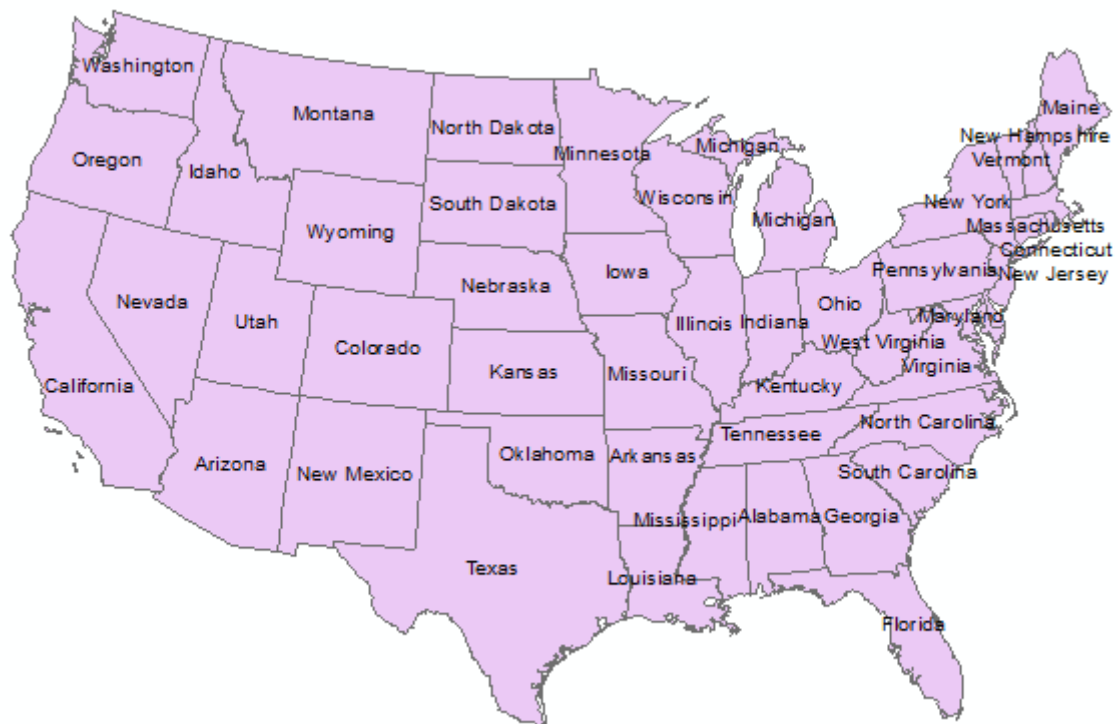 Washington
Montana
Maine
North Dakota
New Hampshire
Michigan
Minnesota
Oregon
Vermont
Idaho
Wisconsin
South Dakota
New York
Michigan
Massachusetts
Wyoming
Connecticut
Iowa
Pennsylvania
New Jersey
Nebraska
Nevada
Ohio
Maryland
Utah
Illinois
Indiana
West Virginia
Colorado
Virginia
Kansas
Missouri
California
Kentucky
North Carolina
Tennessee
Oklahoma
Arkansas
Arizona
South Carolina
New Mexico
Mississippi
Alabama
Georgia
Texas
Louisiana
Florida